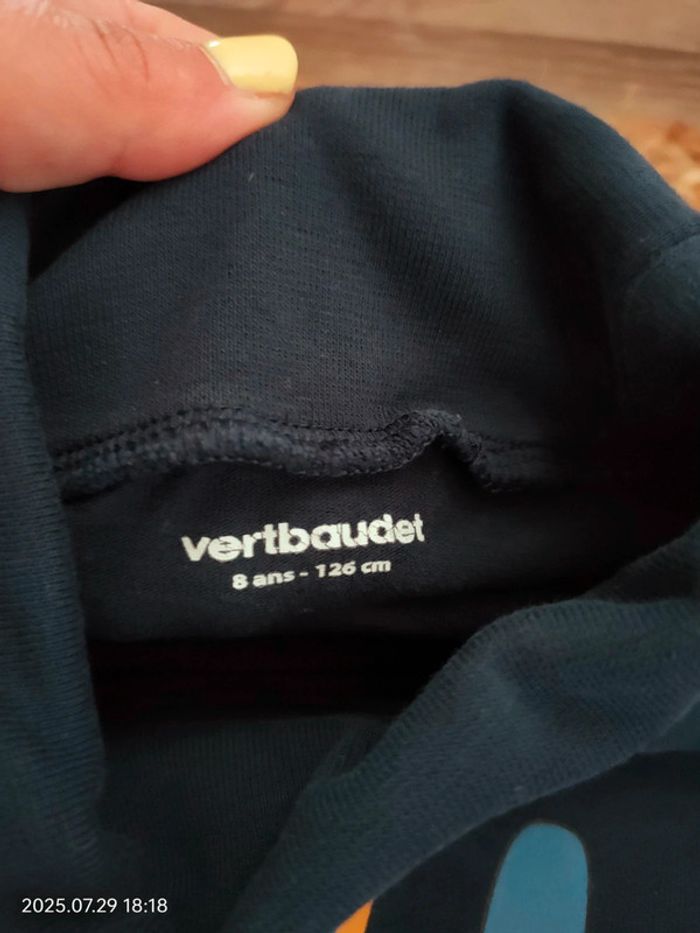 vertbaudet
8 ans - 126 cm
2025.07.29 18:18